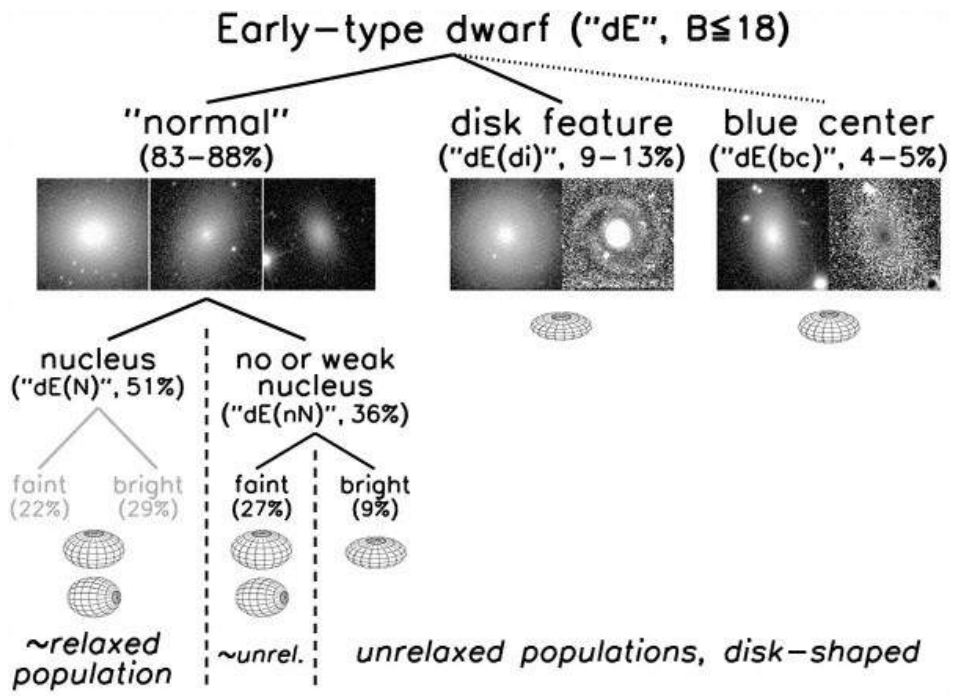 Early-type dwarf ("dE", B≦18)
"normal"
(83-88%)
disk feature
("dE(di)", 9-13%)
blue center
("dE(bc)", 4-5%)
nucleus
("dE(N)", 51%)
no or weak
nucleus
("dE(nN)", 36%)
faint
(22%)
bright
(29%)
faint
(27%)
bright
(9%)
~relaxed
population
~unrel.
unrelaxed populations, disk-shaped